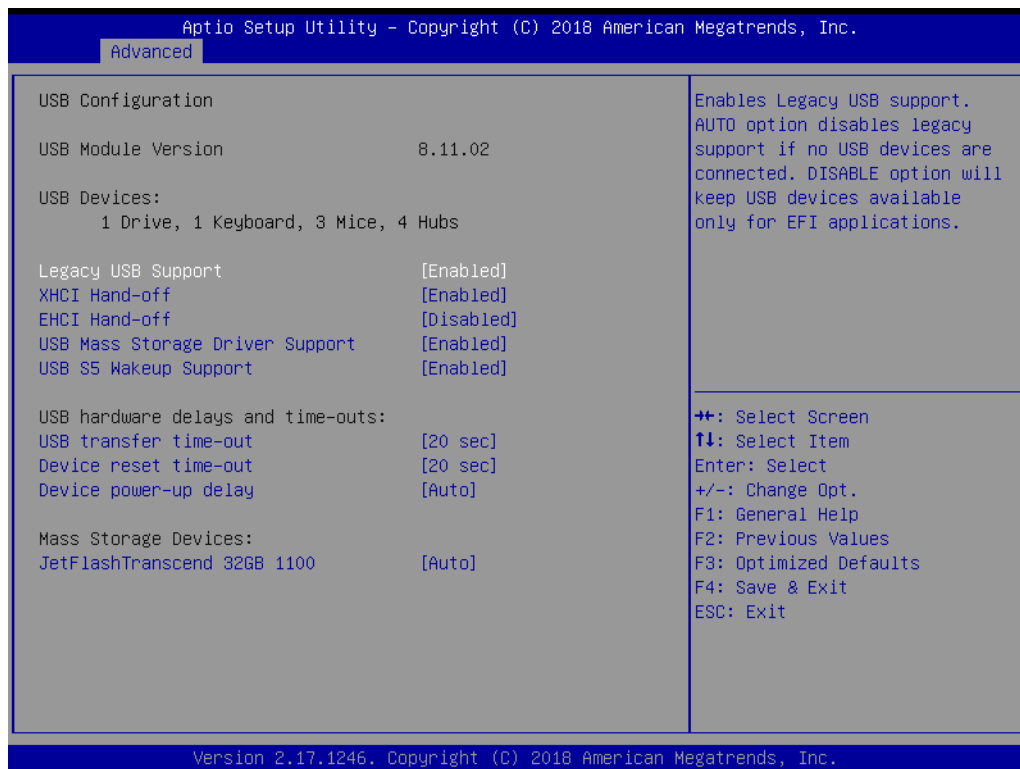 Aptio Setup Utility – Copyright (C) 2018 American Megatrends, Inc.
Advanced
USB Configuration
USB Module Version 8.11.02
USB Devices:
1 Drive, 1 Keyboard, 3 Mice, 4 Hubs
Legacy USB Support [Enabled]
XHCI Hand-off [Enabled]
EHCI Hand-off [Disabled]
USB Mass Storage Driver Support [Enabled]
USB S5 Wakeup Support [Enabled]
USB hardware delays and time-outs:
USB transfer time-out [20 sec]
Device reset time-out [20 sec]
Device power-up delay [Auto]
Mass Storage Devices:
JetFlashTranscend 32GB 1100 [Auto]
Enables Legacy USB support.
AUTO option disables legacy
support if no USB devices are
connected. DISABLE option will
keep USB devices available
only for EFI applications.
→←: Select Screen
↑↓: Select Item
Enter: Select
+/-: Change Opt.
F1: General Help
F2: Previous Values
F3: Optimized Defaults
F4: Save & Exit
ESC: Exit
Version 2.17.1246. Copyright (C) 2018 American Megatrends, Inc.